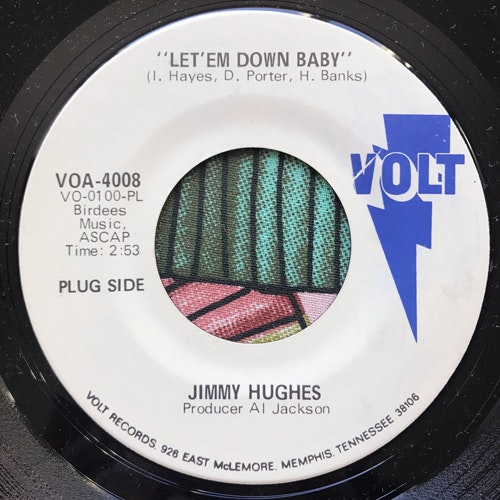 "LET'EM DOWN BABY"
(I. Hayes, D. Porter, H. Banks)
VOA-4008
VO-0100-PL
Birdees
Music,
ASCAP
Time: 2:53
PLUG SIDE
VOLT
JIMMY HUGHES
Producer Al Jackson
VOLT RECORDS, 926 EAST McLEMORE, MEMPHIS, TENNESSEE 38106